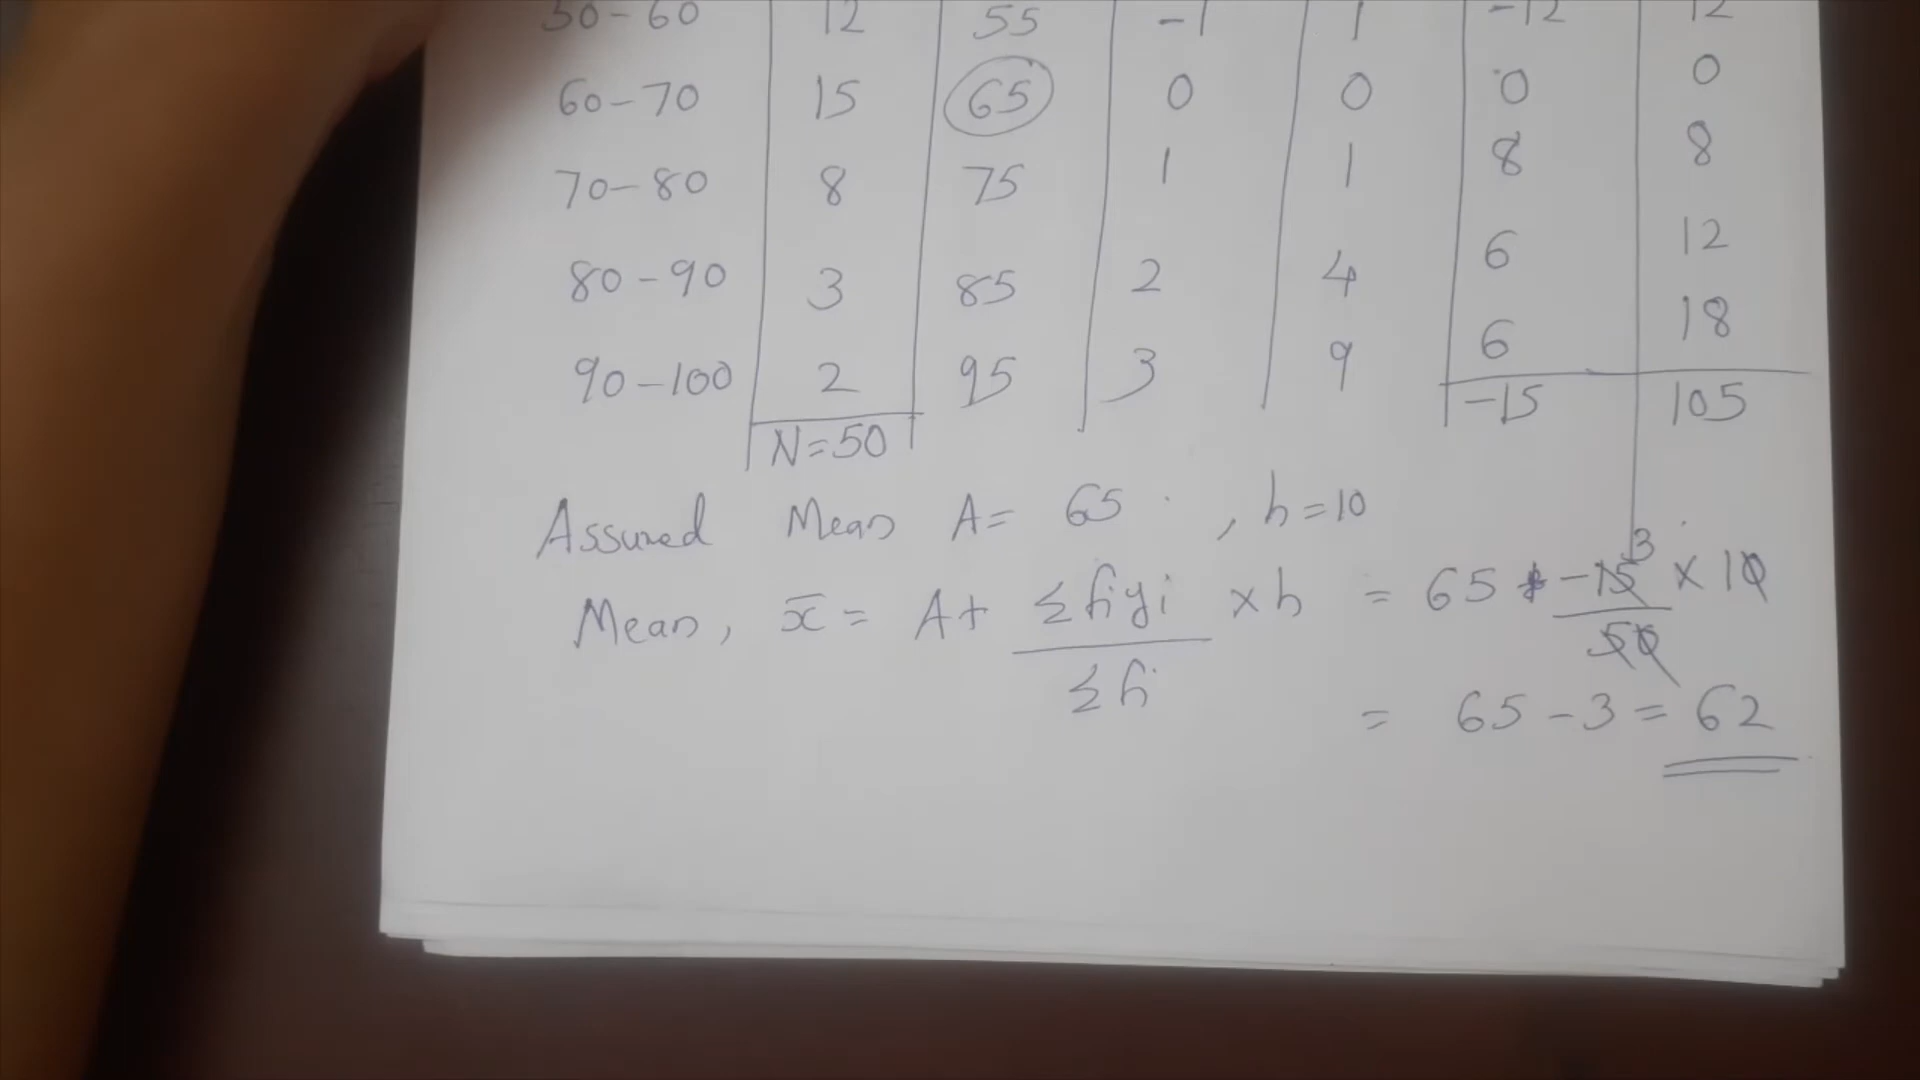 50-60 12 55 -1 1 -12 12
60-70 15 65 0 0 0 0
70-80 8 75 1 1 8 8
80-90 3 85 2 4 6 12
90-100 2 95 3 9 6 18
N=50 -15 105
Assumed Mean A= 65 , h=10
Mean, x̄ = A+ Σfiyi/Σfi ×h = 65 + -15/50 × 10 3
= 65-3 = 62